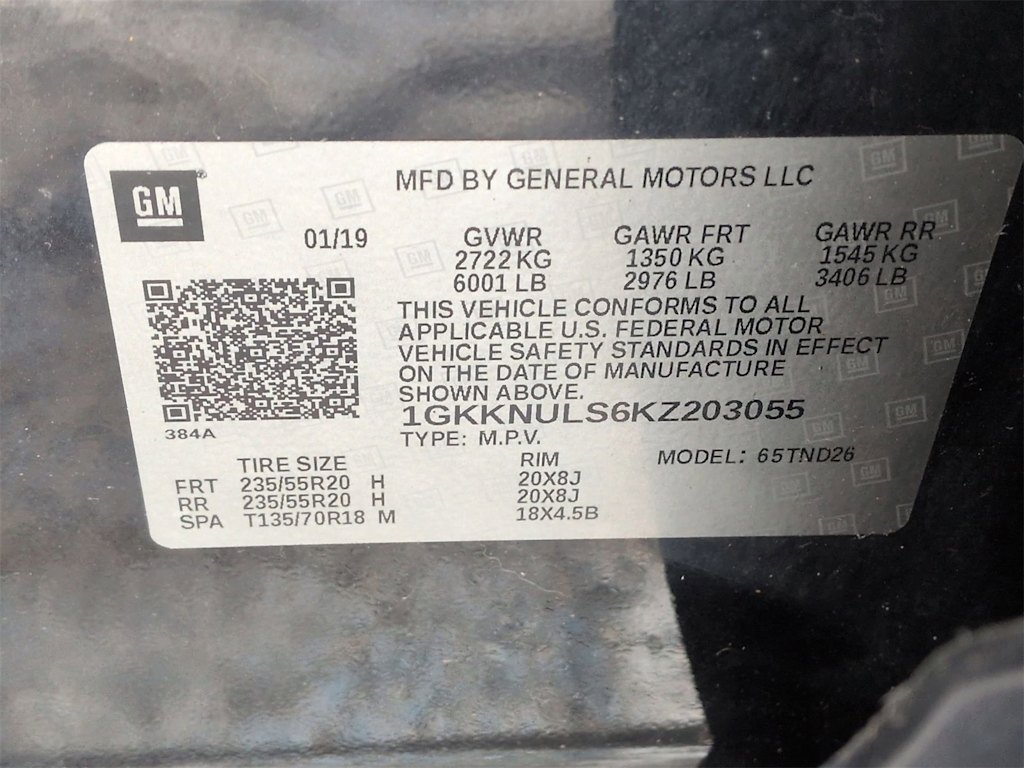 GM
MFD BY GENERAL MOTORS LLC
01/19
GVWR GAWR FRT GAWR RR
2722 KG 1350 KG 1545 KG
6001 LB 2976 LB 3406 LB
THIS VEHICLE CONFORMS TO ALL
APPLICABLE U.S. FEDERAL MOTOR
VEHICLE SAFETY STANDARDS IN EFFECT
ON THE DATE OF MANUFACTURE
SHOWN ABOVE.
1GKKNULS6KZ203055
384A
TYPE: M.P.V.
MODEL: 65TND26
TIRE SIZE RIM
FRT 235/55R20 H 20X8J
RR 235/55R20 H 20X8J
SPA T135/70R18 M 18X4.5B